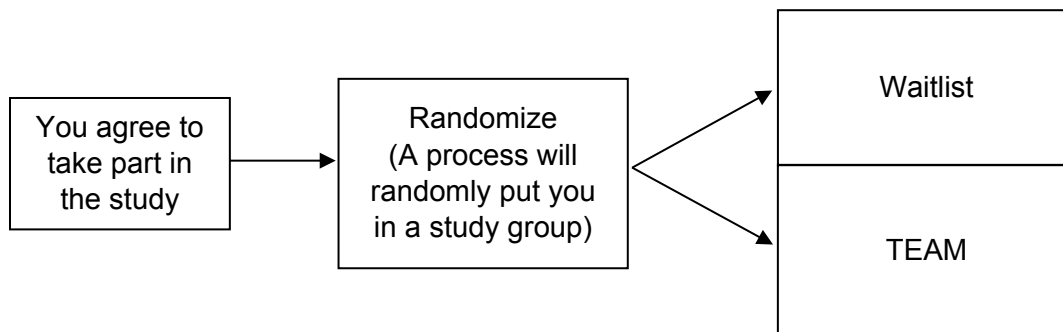 You agree to
take part in
the study
Randomize
(A process will
randomly put you
in a study group)
Waitlist
TEAM